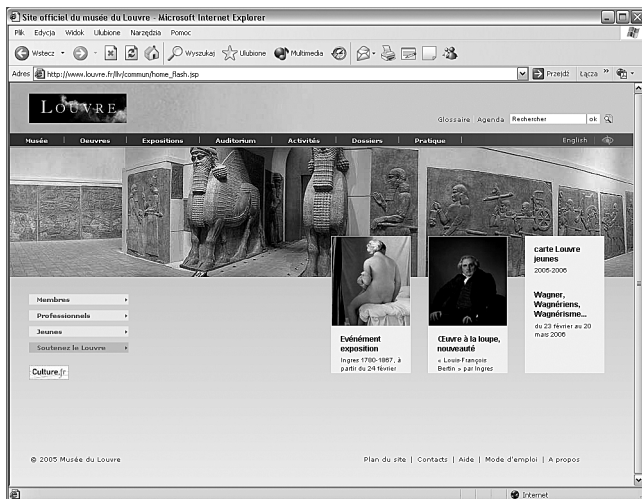 Site officiel du musée du Louvre - Microsoft Internet Explorer
Plik Edycja Widok Ulubione Narzędzia Pomoc
Wstecz Wyszukaj Ulubione Multimedia
Adres http://www.louvre.fr/llv/commun/home_flash.jsp Przejdź Łącza »
LOUVRE
Glossaire Agenda Rechercher ok
Musée | Oeuvres | Expositions | Auditorium | Activités | Dossiers | Pratique | English
Membres
Professionnels
Jeunes
Soutenez le Louvre
Culture.fr
Evénément
exposition
Ingres 1780-1867, à
partir du 24 février
Œuvre à la loupe,
nouveauté
« Louis-François
Bertin » par Ingres
carte Louvre
jeunes
2005-2006
Wagner,
Wagnériens,
Wagnérisme...
du 23 février au 20
mars 2006
© 2005 Musée du Louvre
Plan du site | Contacts | Aide | Mode d'emploi | A propos
Internet